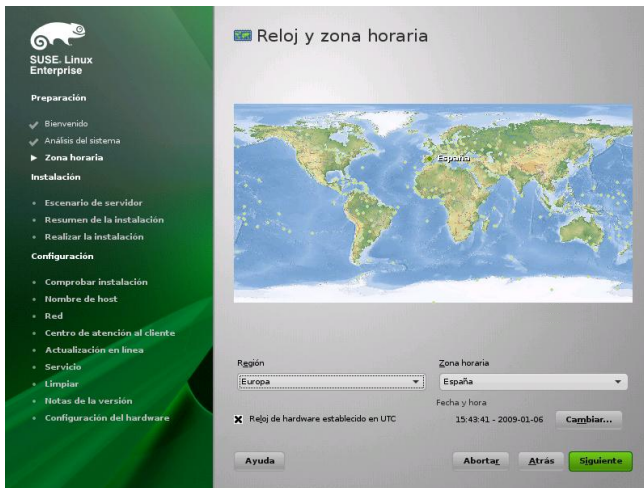 SUSE. Linux
Enterprise
Preparación
Bienvenido
Análisis del sistema
Zona horaria
Instalación
Escenario de servidor
Resumen de la instalación
Realizar la instalación
Configuración
Comprobar instalación
Nombre de host
Red
Centro de atención al cliente
Actualización en línea
Servicio
Limpiar
Notas de la versión
Configuración del hardware
Reloj y zona horaria
España
Región
Zona horaria
Europa
España
Fecha y hora
Reloj de hardware establecido en UTC
15:43:41 - 2009-01-06
Cambiar...
Ayuda
Abortar
Atrás
Siguiente